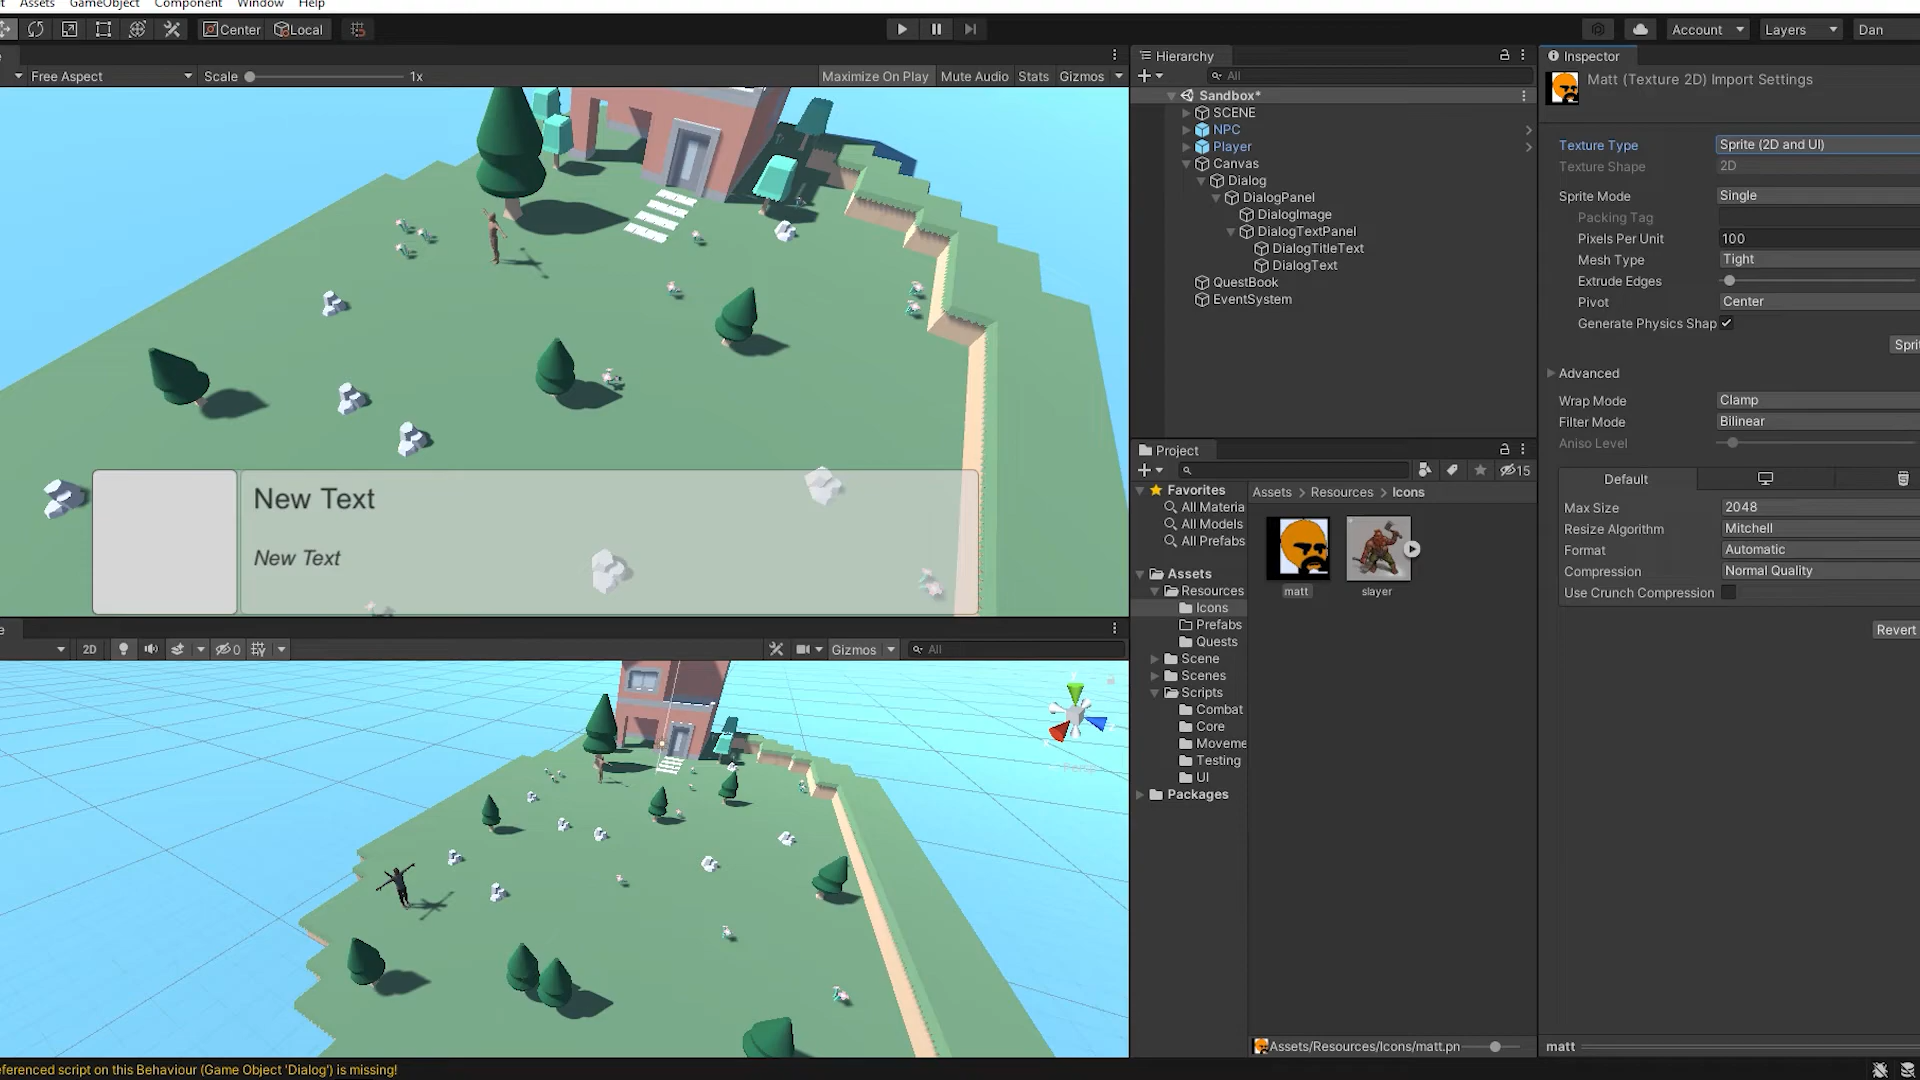 Assets GameObject Component Window Help
Center Local
Account Layers Dan
Free Aspect Scale 1x Maximize On Play Mute Audio Stats Gizmos
New Text
New Text
2D 0 Gizmos All
Hierarchy
All
Sandbox*
SCENE
NPC
Player
Canvas
Dialog
DialogPanel
DialogImage
DialogTextPanel
DialogTitleText
DialogText
QuestBook
EventSystem
Project
15
Favorites
All Materia
All Models
All Prefabs
Assets
Resources
Icons
Prefabs
Quests
Scene
Scenes
Scripts
Combat
Core
Moveme
Testing
UI
Packages
Assets > Resources > Icons
matt slayer
Assets/Resources/Icons/matt.pn
Inspector
Matt (Texture 2D) Import Settings
Texture Type Sprite (2D and UI)
Texture Shape 2D
Sprite Mode Single
Packing Tag
Pixels Per Unit 100
Mesh Type Tight
Extrude Edges
Pivot Center
Generate Physics Shap
Sprit
Advanced
Wrap Mode Clamp
Filter Mode Bilinear
Aniso Level
Default
Max Size 2048
Resize Algorithm Mitchell
Format Automatic
Compression Normal Quality
Use Crunch Compression
Revert
matt
eferenced script on this Behaviour (Game Object 'Dialog') is missing!